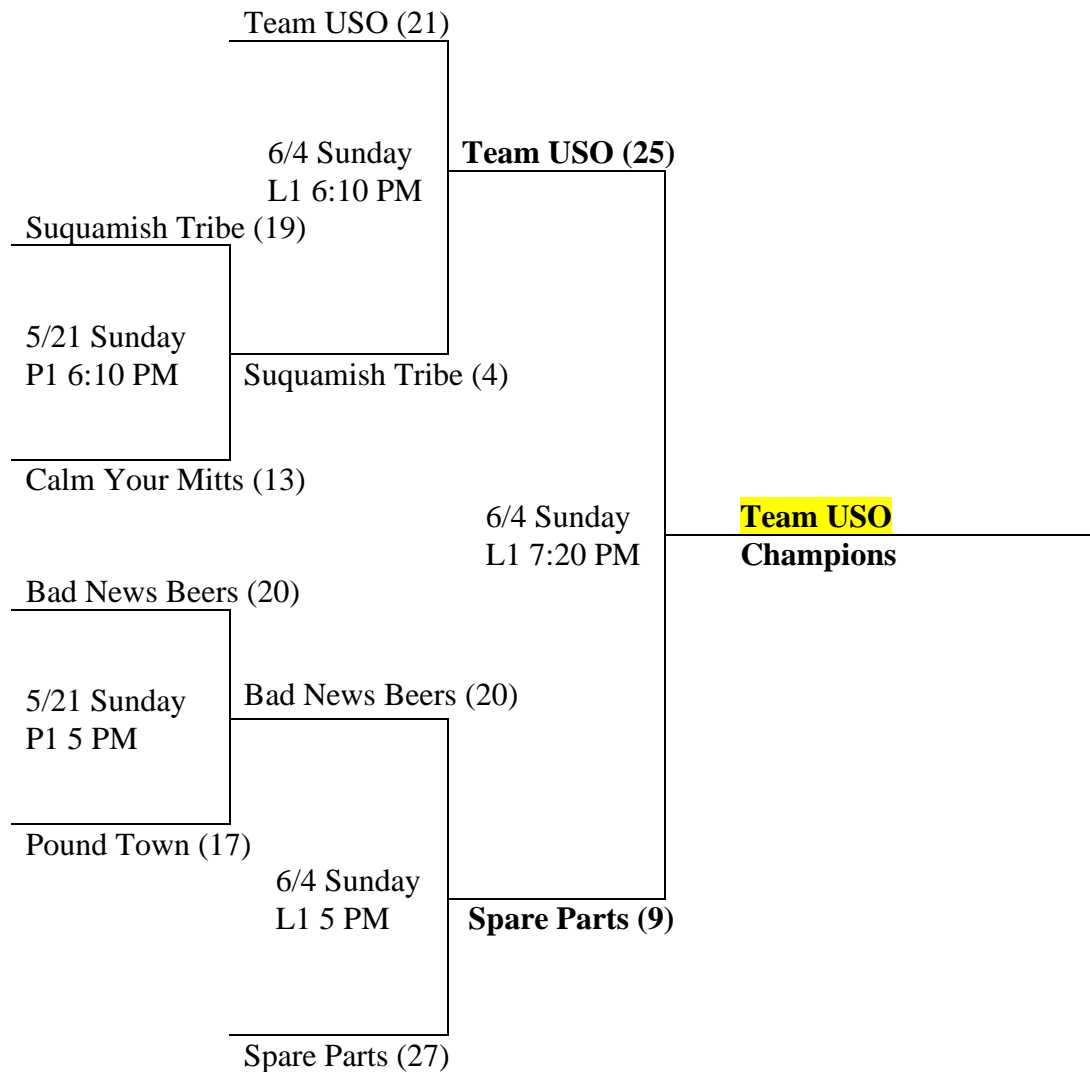 Team USO (21)
6/4 Sunday
L1 6:10 PM
Team USO (25)
Suquamish Tribe (19)
5/21 Sunday
P1 6:10 PM
Suquamish Tribe (4)
Calm Your Mitts (13)
6/4 Sunday
L1 7:20 PM
Team USO
Champions
Bad News Beers (20)
5/21 Sunday
P1 5 PM
Bad News Beers (20)
Pound Town (17)
6/4 Sunday
L1 5 PM
Spare Parts (9)
Spare Parts (27)